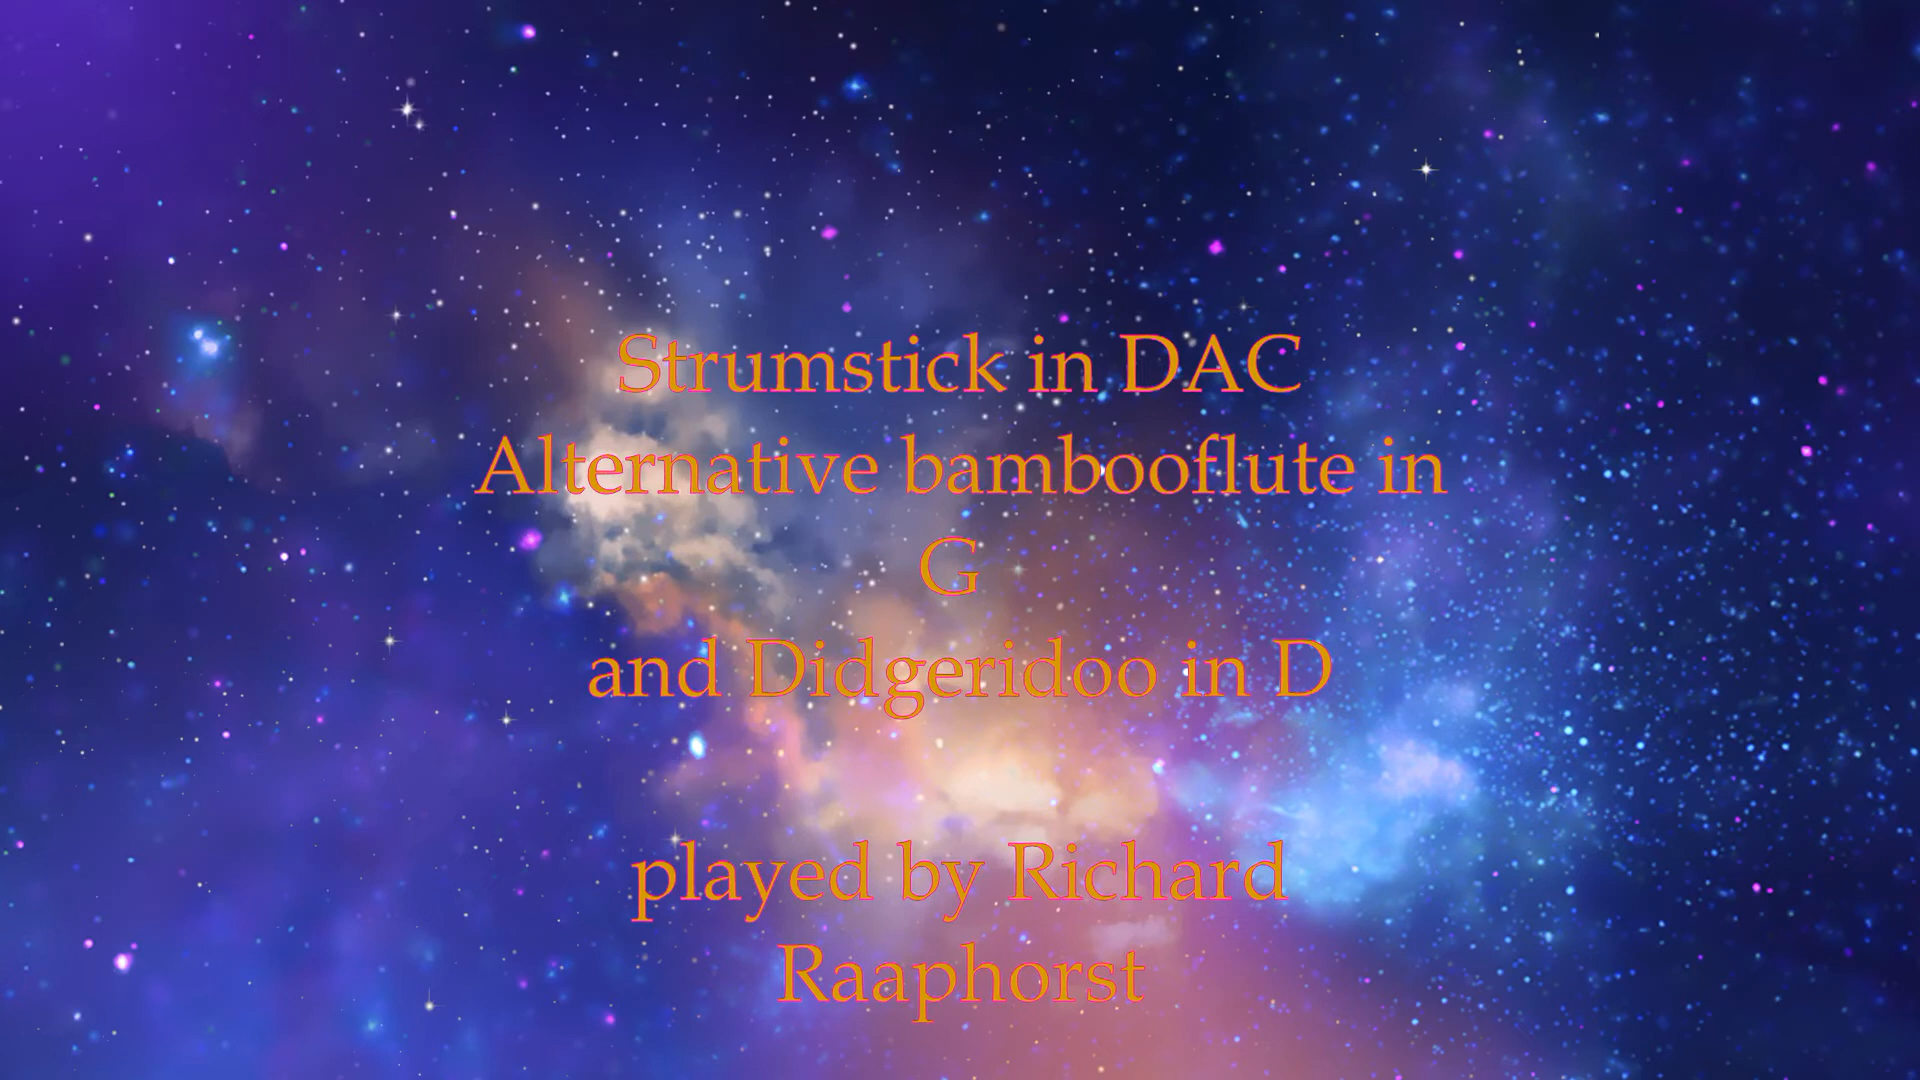 Strumstick in DAC
Alternative bambooflute in
G
and Didgeridoo in D
played by Richard
Raaphorst